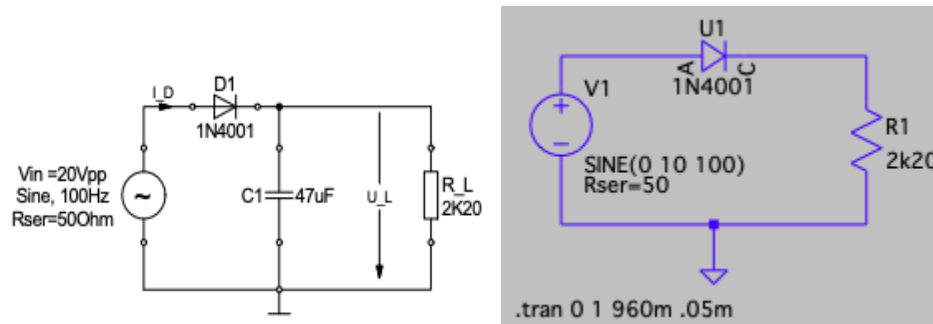 I_D
D1
1N4001
Vin =20Vpp
Sine, 100Hz
Rser=50Ohm
~
C1
47uF
U_L
R_L
2K20
U1
A
C
1N4001
V1
+
−
SINE(0 10 100)
Rser=50
R1
2k20
.tran 0 1 960m .05m